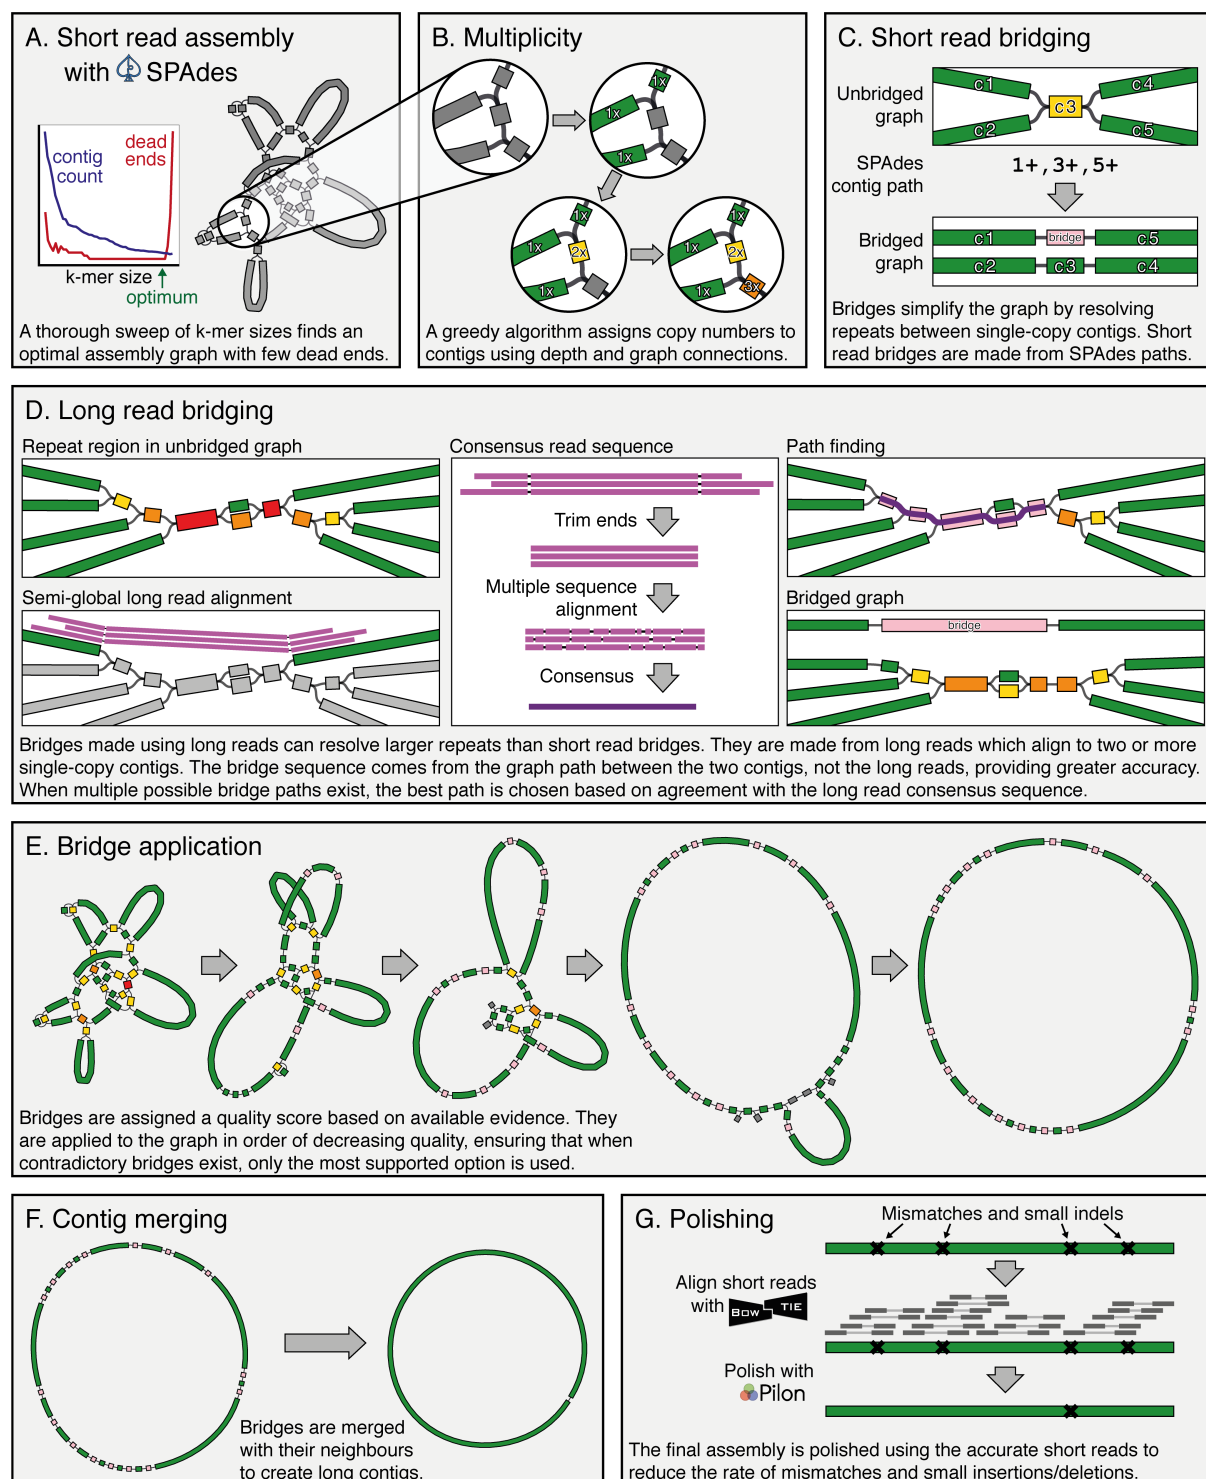 A. Short read assembly
with SPAdes
contig
count
dead
ends
k-mer size
optimum
A thorough sweep of k-mer sizes finds an
optimal assembly graph with few dead ends.
B. Multiplicity
1x
1x
1x
1x
1x
2x
1x
1x
1x
2x
1x
3x
A greedy algorithm assigns copy numbers to
contigs using depth and graph connections.
C. Short read bridging
Unbridged
graph
c1
c4
c3
c2
c5
SPAdes
contig path
1+,3+,5+
Bridged
graph
c1
bridge
c5
c2
c3
c4
Bridges simplify the graph by resolving
repeats between single-copy contigs. Short
read bridges are made from SPAdes paths.
D. Long read bridging
Repeat region in unbridged graph
Semi-global long read alignment
Consensus read sequence
Trim ends
Multiple sequence
alignment
Consensus
Path finding
Bridged graph
bridge
Bridges made using long reads can resolve larger repeats than short read bridges. They are made from long reads which align to two or more
single-copy contigs. The bridge sequence comes from the graph path between the two contigs, not the long reads, providing greater accuracy.
When multiple possible bridge paths exist, the best path is chosen based on agreement with the long read consensus sequence.
E. Bridge application
Bridges are assigned a quality score based on available evidence. They
are applied to the graph in order of decreasing quality, ensuring that when
contradictory bridges exist, only the most supported option is used.
F. Contig merging
Bridges are merged
with their neighbours
to create long contigs.
G. Polishing
Mismatches and small indels
Align short reads
with BOW TIE
Polish with
Pilon
The final assembly is polished using the accurate short reads to
reduce the rate of mismatches and small insertions/deletions.